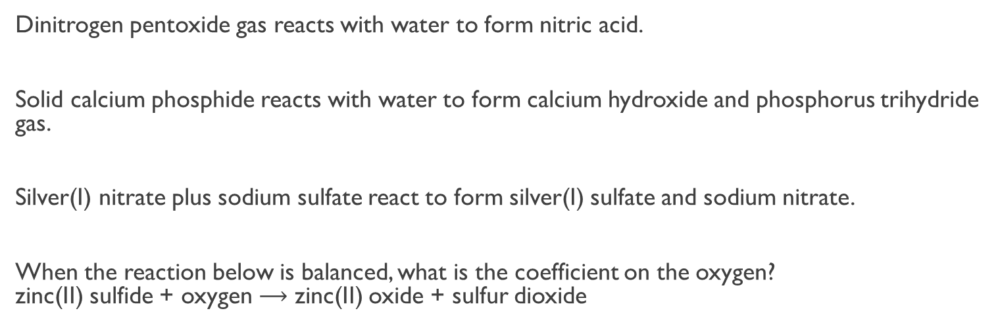 Dinitrogen pentoxide gas reacts with water to form nitric acid.
Solid calcium phosphide reacts with water to form calcium hydroxide and phosphorus trihydride
gas.
Silver(I) nitrate plus sodium sulfate react to form silver(I) sulfate and sodium nitrate.
When the reaction below is balanced, what is the coefficient on the oxygen?
zinc(II) sulfide + oxygen ⟶ zinc(II) oxide + sulfur dioxide